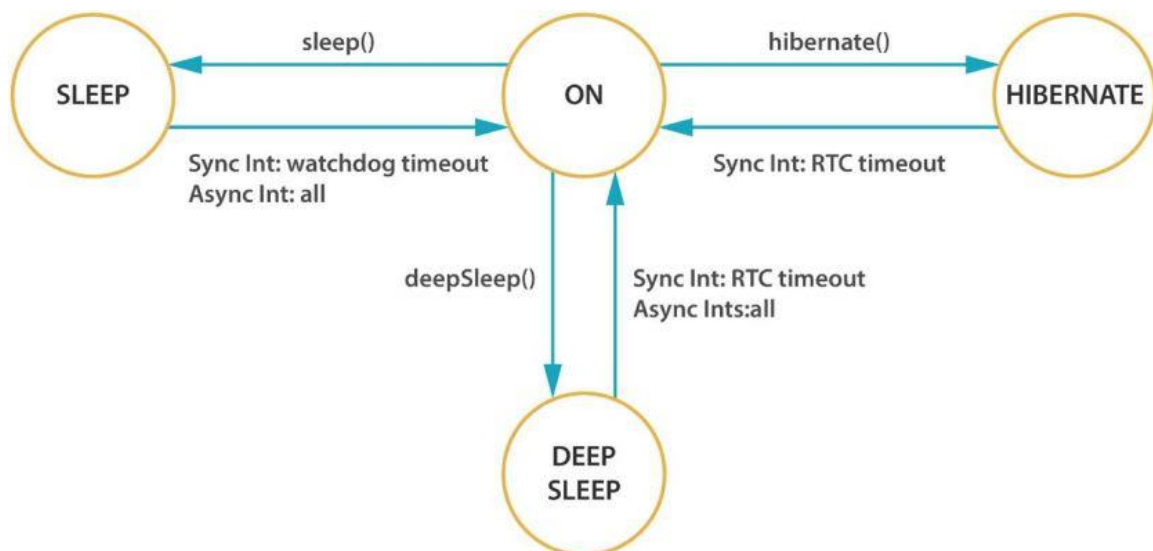 sleep()
hibernate()
SLEEP
ON
HIBERNATE
Sync Int: watchdog timeout
Async Int: all
Sync Int: RTC timeout
deepSleep()
Sync Int: RTC timeout
Async Ints:all
DEEP
SLEEP